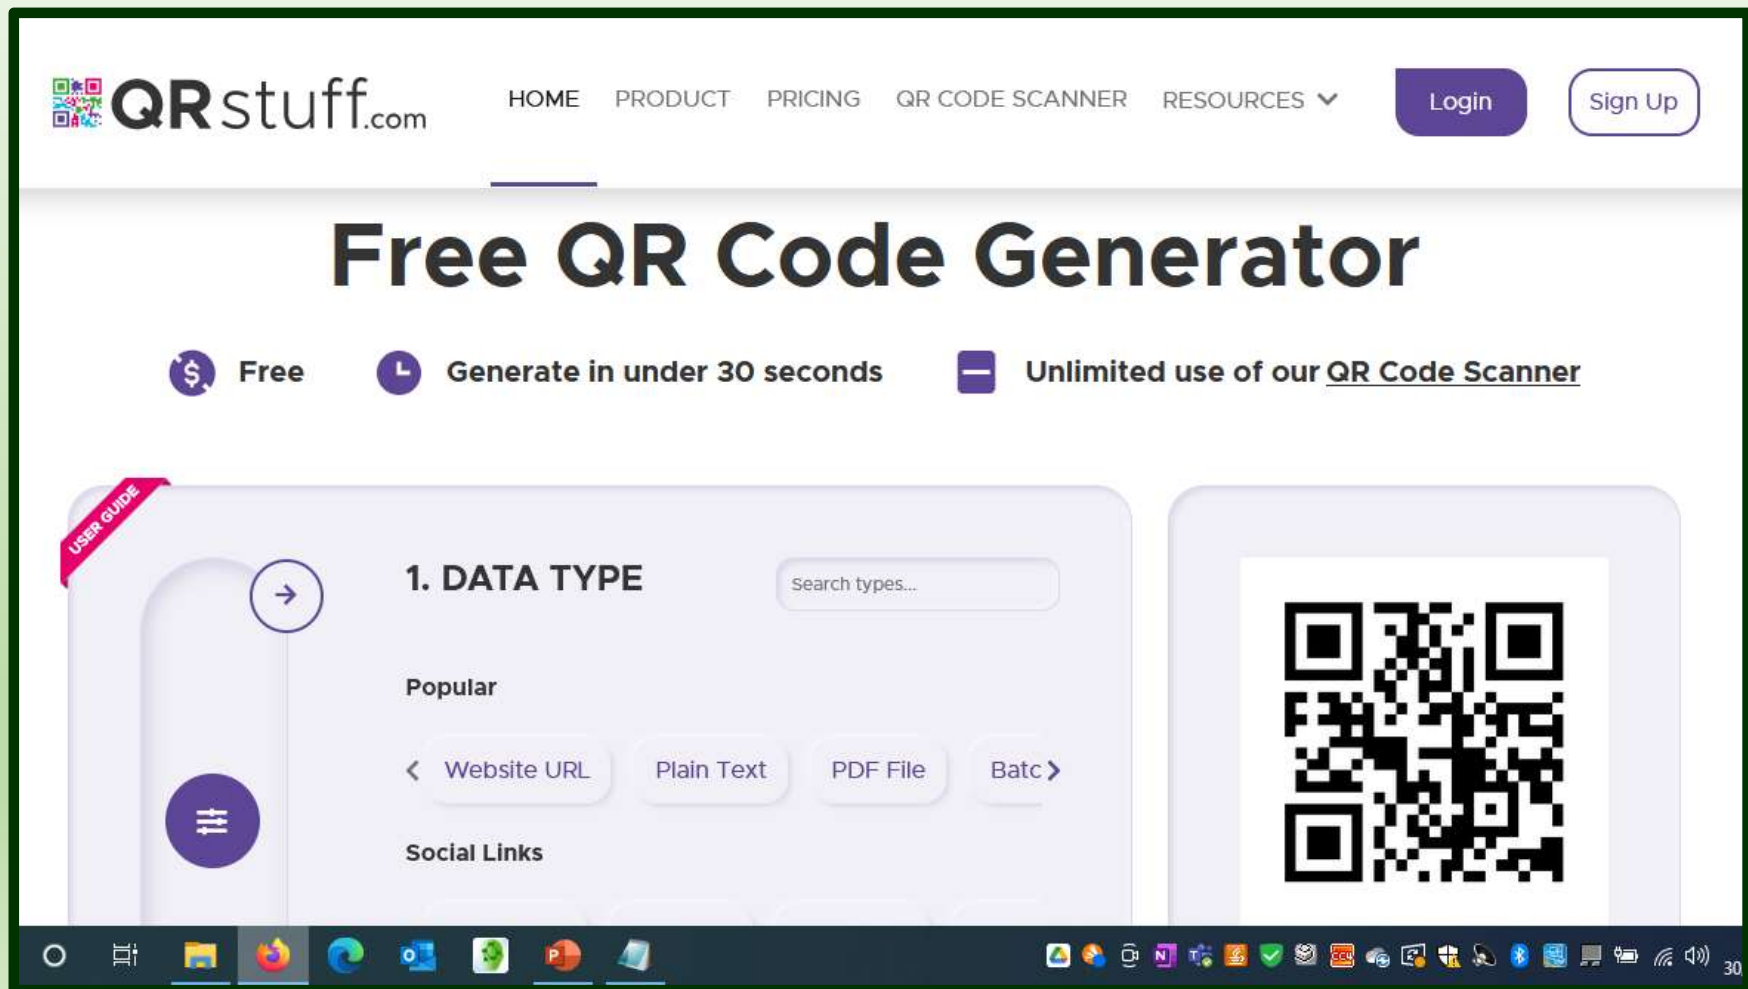 QRstuff.com
HOME PRODUCT PRICING QR CODE SCANNER RESOURCES Login Sign Up
Free QR Code Generator
Free Generate in under 30 seconds Unlimited use of our QR Code Scanner
USER GUIDE
1. DATA TYPE Search types...
Popular
Website URL Plain Text PDF File Batc
Social Links
30